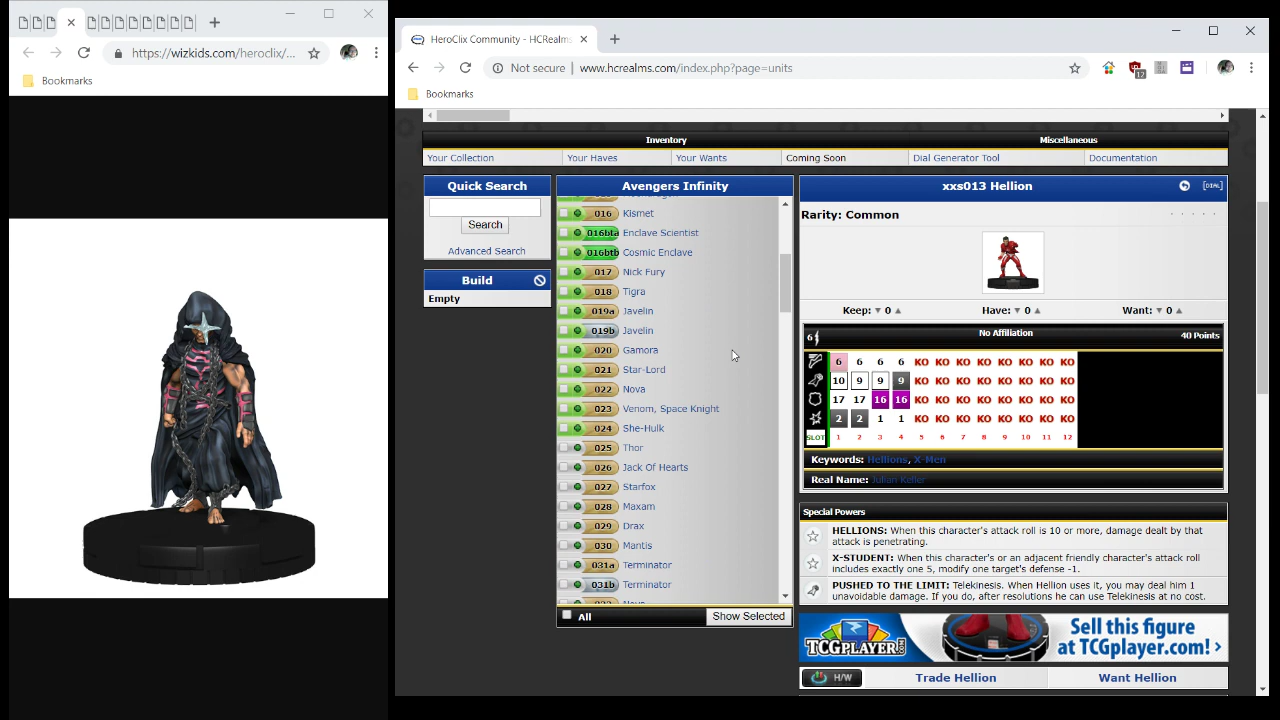 https://wizkids.com/heroclix/...
Bookmarks
HeroClix Community - HCRealms
Not secure | www.hcrealms.com/index.php?page=units
12
Bookmarks
Inventory
Miscellaneous
Your Collection
Your Haves
Your Wants
Coming Soon
Dial Generator Tool
Documentation
Quick Search
Search
Advanced Search
Build
Empty
Avengers Infinity
016 Kismet
016bta Enclave Scientist
016btb Cosmic Enclave
017 Nick Fury
018 Tigra
019a Javelin
019b Javelin
020 Gamora
021 Star-Lord
022 Nova
023 Venom, Space Knight
024 She-Hulk
025 Thor
026 Jack Of Hearts
027 Starfox
028 Maxam
029 Drax
030 Mantis
031a Terminator
031b Terminator
All
Show Selected
xxs013 Hellion
[DIAL]
Rarity: Common
Keep: ▼ 0 ▲
Have: ▼ 0 ▲
Want: ▼ 0 ▲
6
No Affiliation
40 Points
6 6 6 6 KO KO KO KO KO KO KO KO
10 9 9 9 KO KO KO KO KO KO KO KO
17 17 16 16 KO KO KO KO KO KO KO KO
2 2 1 1 KO KO KO KO KO KO KO KO
SLOT 1 2 3 4 5 6 7 8 9 10 11 12
Keywords: Hellions, X-Men
Real Name: Julian Keller
Special Powers
HELLIONS: When this character's attack roll is 10 or more, damage dealt by that
attack is penetrating.
X-STUDENT: When this character's or an adjacent friendly character's attack roll
includes exactly one 5, modify one target's defense -1.
PUSHED TO THE LIMIT: Telekinesis. When Hellion uses it, you may deal him 1
unavoidable damage. If you do, after resolutions he can use Telekinesis at no cost.
TCGPLAYER.com
Sell this figure
at TCGplayer.com! ›
H/W
Trade Hellion
Want Hellion